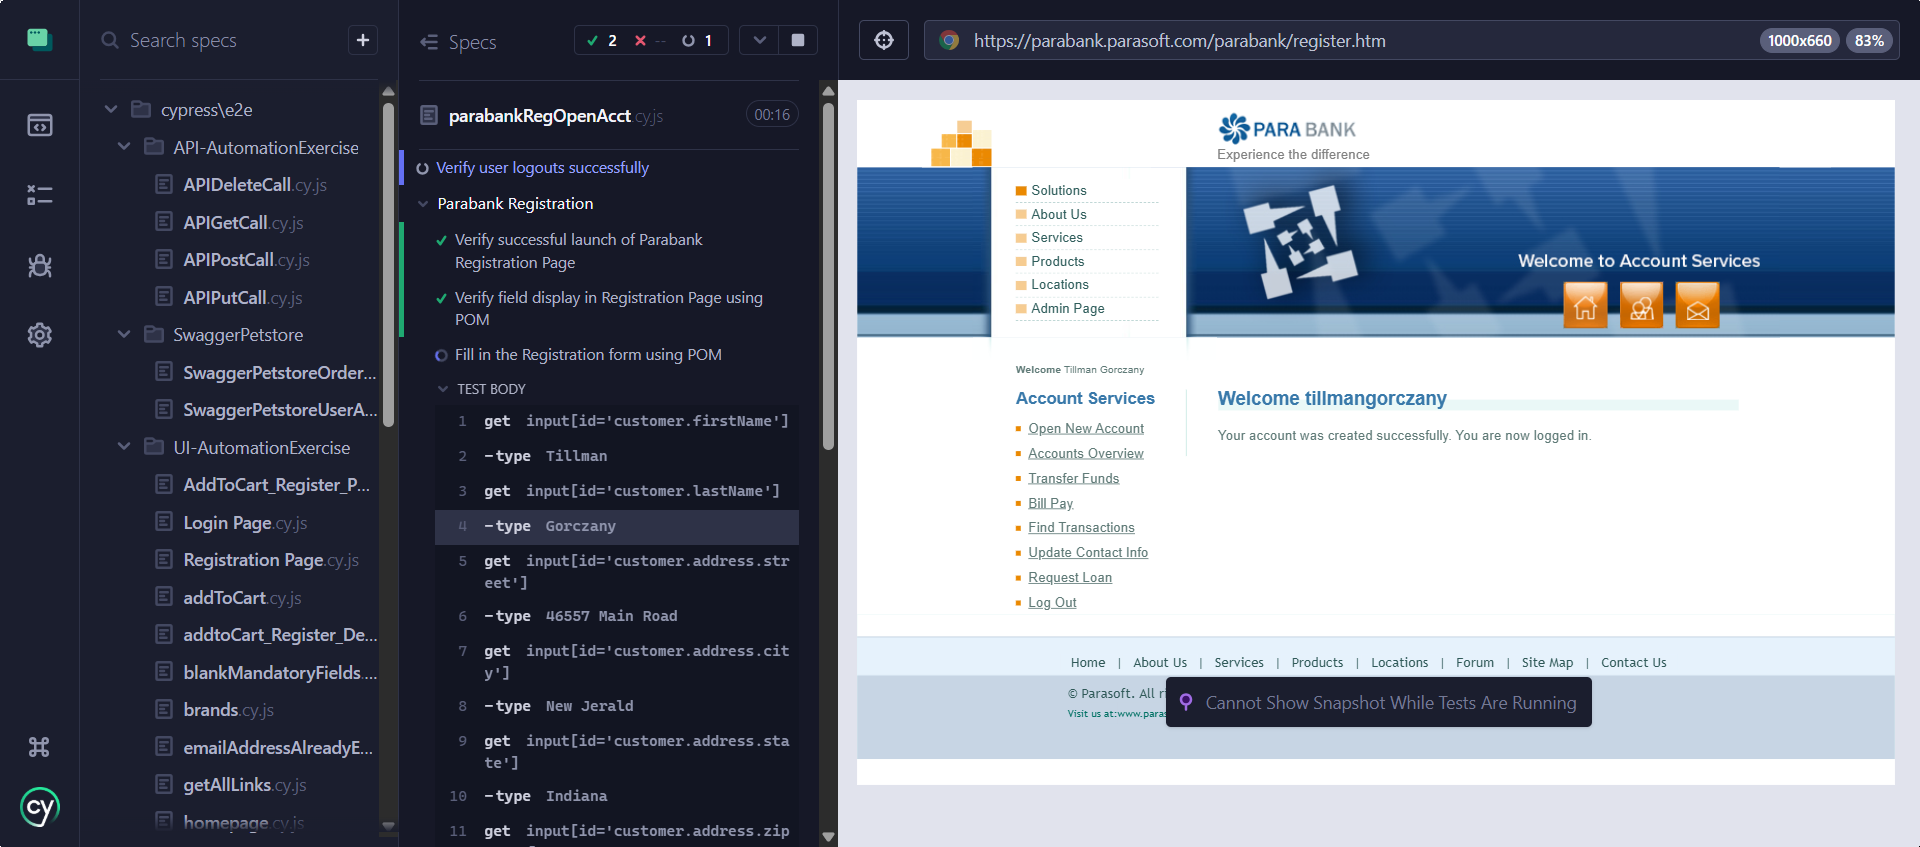 Search specs
+
cypress\e2e
API-AutomationExercise
APIDeleteCall.cy.js
APIGetCall.cy.js
APIPostCall.cy.js
APIPutCall.cy.js
SwaggerPetstore
SwaggerPetstoreOrder...
SwaggerPetstoreUserA...
UI-AutomationExercise
AddToCart_Register_P...
Login Page.cy.js
Registration Page.cy.js
addToCart.cy.js
addtoCart_Register_De...
blankMandatoryFields....
brands.cy.js
emailAddressAlreadyE...
getAllLinks.cy.js
homepage.cy.js
cy
Specs
2
--
1
parabankRegOpenAcct.cy.js
00:16
Verify user logouts successfully
Parabank Registration
Verify successful launch of Parabank
Registration Page
Verify field display in Registration Page using
POM
Fill in the Registration form using POM
TEST BODY
1 get input[id='customer.firstName']
2 -type Tillman
3 get input[id='customer.lastName']
4 -type Gorczany
5 get input[id='customer.address.str
eet']
6 -type 46557 Main Road
7 get input[id='customer.address.cit
y']
8 -type New Jerald
9 get input[id='customer.address.sta
te']
10 -type Indiana
11 get input[id='customer.address.zip
https://parabank.parasoft.com/parabank/register.htm
1000x660
83%
PARA BANK
Experience the difference
Solutions
About Us
Services
Products
Locations
Admin Page
Welcome to Account Services
Welcome Tillman Gorczany
Account Services
Open New Account
Accounts Overview
Transfer Funds
Bill Pay
Find Transactions
Update Contact Info
Request Loan
Log Out
Welcome tillmangorczany
Your account was created successfully. You are now logged in.
Home | About Us | Services | Products | Locations | Forum | Site Map | Contact Us
© Parasoft. All ri
Visit us at:www.paras
Cannot Show Snapshot While Tests Are Running